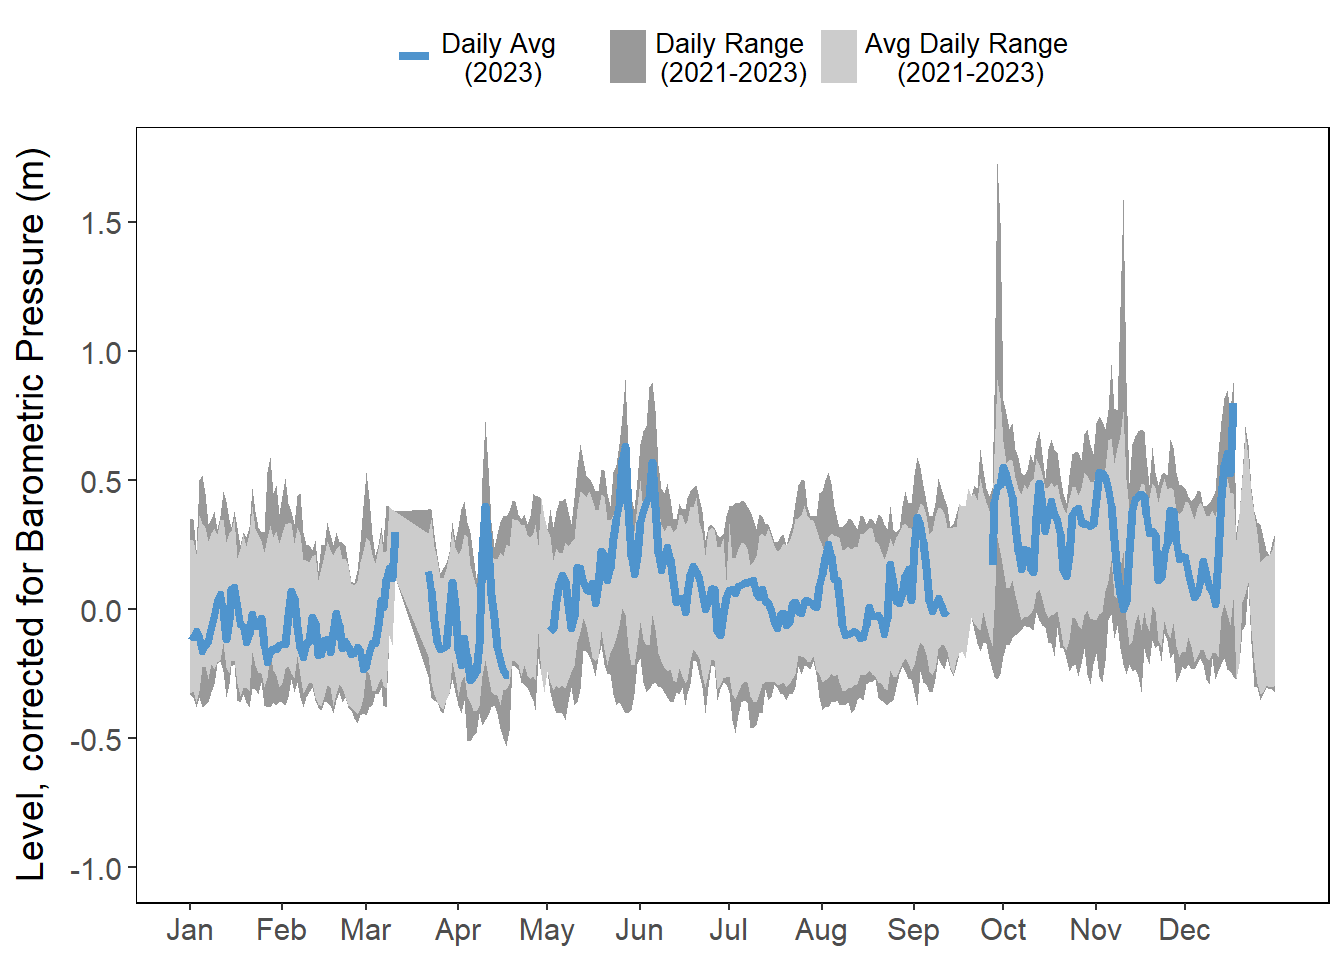 Daily Avg
(2023)
Daily Range
(2021-2023)
Avg Daily Range
(2021-2023)
Level, corrected for Barometric Pressure (m)
1.5
1.0
0.5
0.0
-0.5
-1.0
Jan Feb Mar Apr May Jun Jul Aug Sep Oct Nov Dec